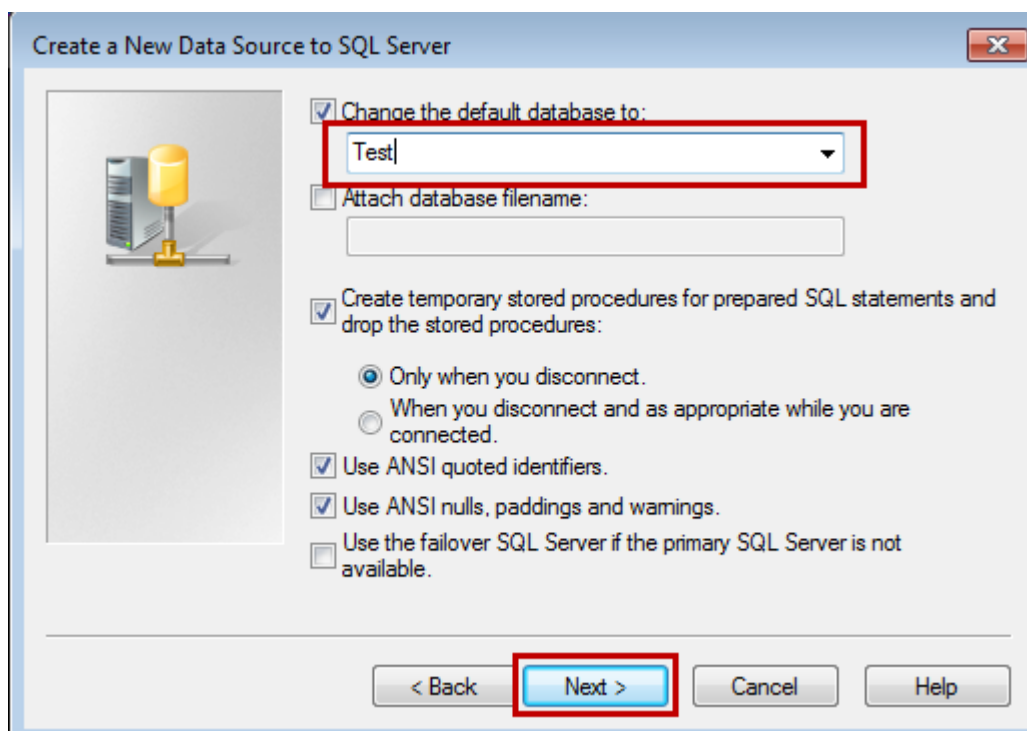 Create a New Data Source to SQL Server
Change the default database to:
Test
Attach database filename:
Create temporary stored procedures for prepared SQL statements and
drop the stored procedures:
Only when you disconnect.
When you disconnect and as appropriate while you are
connected.
Use ANSI quoted identifiers.
Use ANSI nulls, paddings and warnings.
Use the failover SQL Server if the primary SQL Server is not
available.
< Back Next > Cancel Help